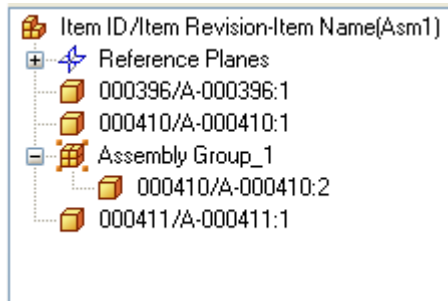 Item ID/Item Revision-Item Name(Asm1)
Reference Planes
000396/A-000396:1
000410/A-000410:1
Assembly Group_1
000410/A-000410:2
000411/A-000411:1